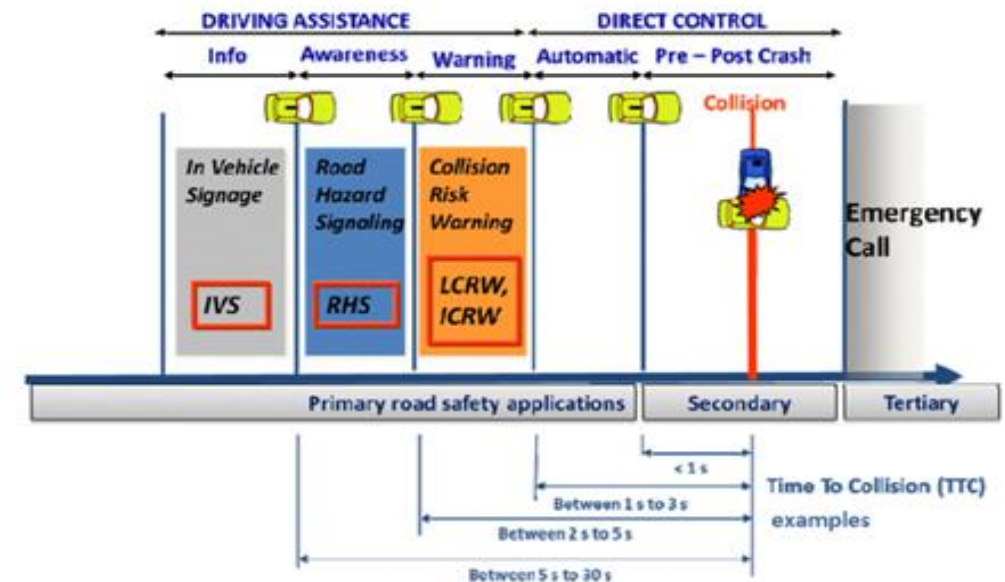 DRIVING ASSISTANCE
DIRECT CONTROL
Info
Awareness
Warning
Automatic
Pre – Post Crash
Collision
In Vehicle
Signage
IVS
Road
Hazard
Signaling
RHS
Collision
Risk
Warning
LCRW,
ICRW
Emergency
Call
Primary road safety applications
Secondary
Tertiary
< 1 s
Between 1 s to 3 s
Between 2 s to 5 s
Between 5 s to 30 s
Time To Collision (TTC)
examples